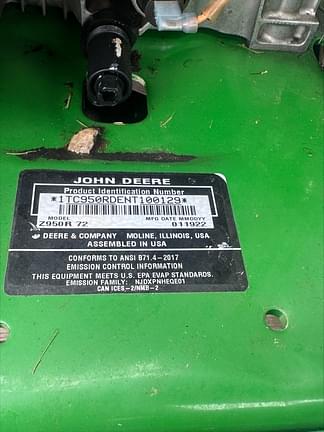 JOHN DEERE
Product Identification Number
*1TC950RDENT100129*
MODEL MFG DATE MMDDYY
Z950R 72 011922
DEERE & COMPANY MOLINE, ILLINOIS, USA
ASSEMBLED IN USA
CONFORMS TO ANSI B71.4-2017
EMISSION CONTROL INFORMATION
THIS EQUIPMENT MEETS U.S. EPA EVAP STANDARDS.
EMISSION FAMILY: NJDXPNHEQE01
CAN ICES-2/NMB-2